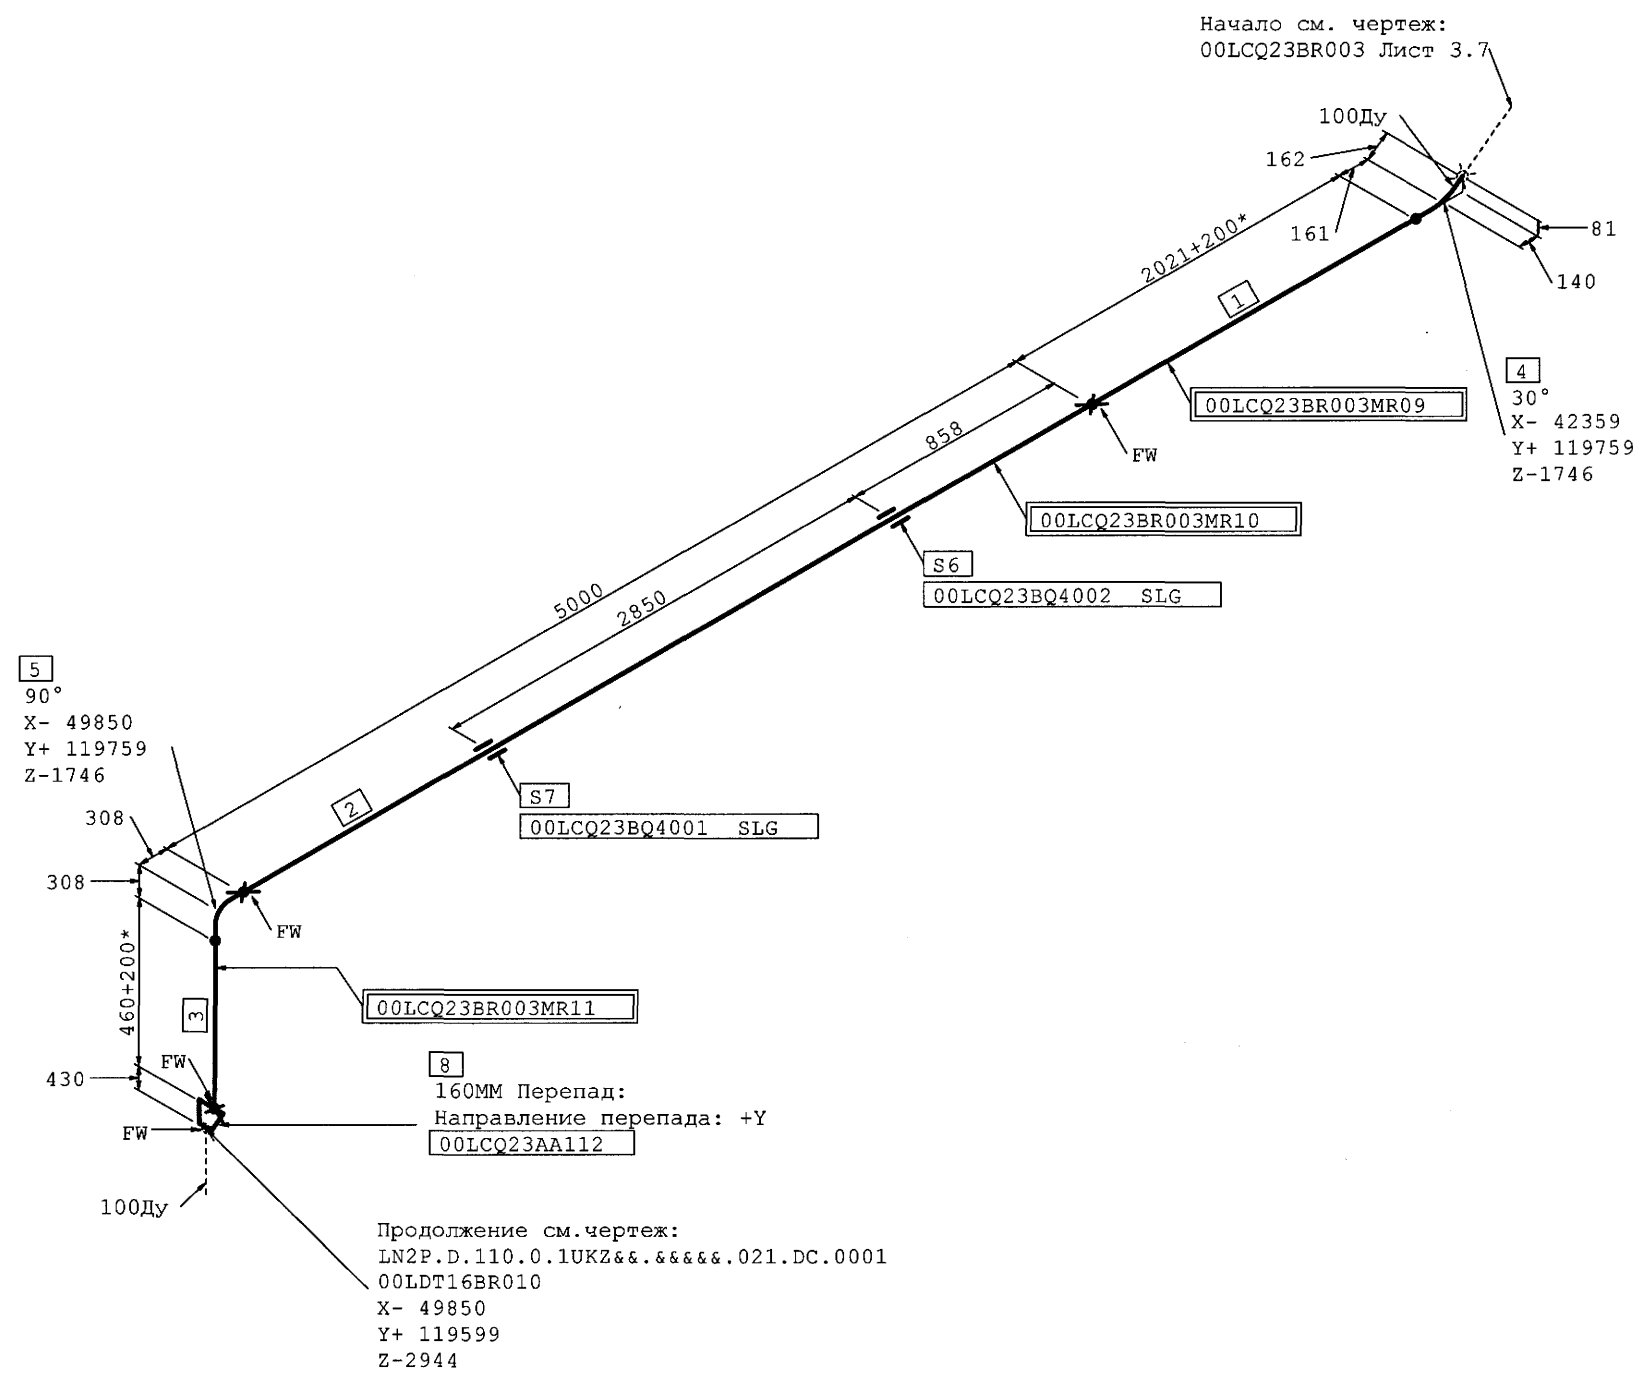 Начало см. чертеж:
00LCQ23BR003 Лист 3.7
100Ду
162
161
81
140
2021+200*
1
4
30°
X- 42359
Y+ 119759
Z-1746
00LCQ23BR003MR09
FW
858
00LCQ23BR003MR10
S6
00LCQ23BQ4002 SLG
5000
2850
5
90°
X- 49850
Y+ 119759
Z-1746
S7
00LCQ23BQ4001 SLG
2
308
308
FW
460+200*
00LCQ23BR003MR11
3
FW
430
8
160ММ Перепад:
Направление перепада: +Y
00LCQ23AA112
FW
100Ду
Продолжение см.чертеж:
LN2P.D.110.0.1UKZ&&.&&&&&.021.DC.0001
00LDT16BR010
X- 49850
Y+ 119599
Z-2944